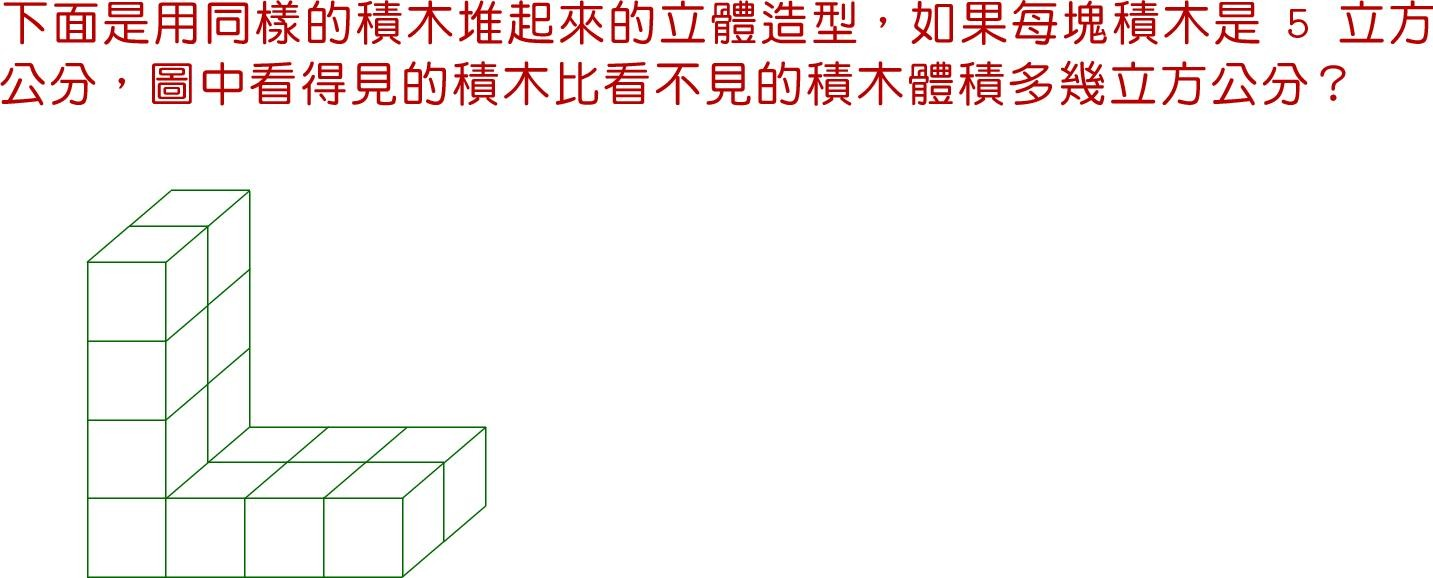 下面是用同樣的積木堆起來的立體造型，如果每塊積木是 5 立方
公分，圖中看得見的積木比看不見的積木體積多幾立方公分？